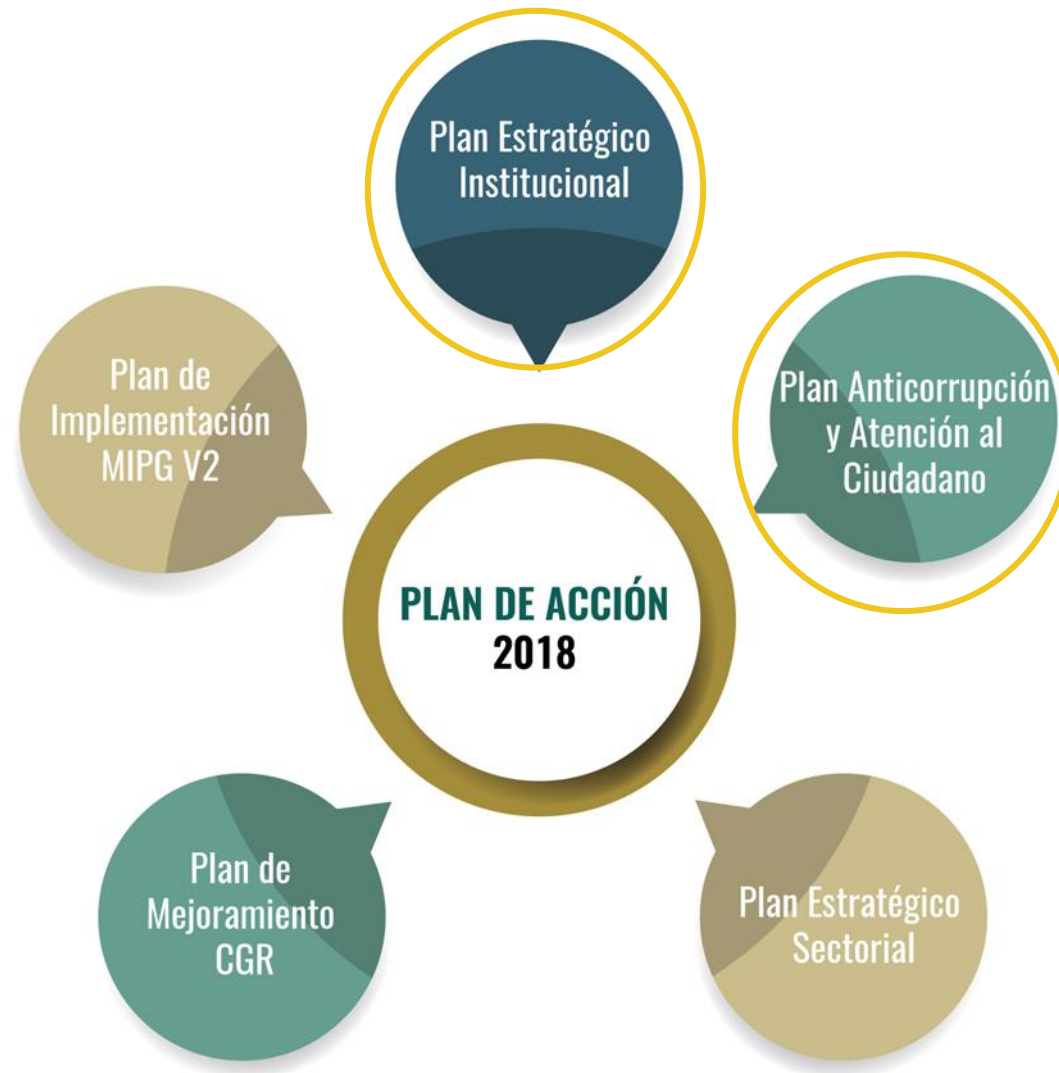 Plan Estratégico
Institucional
Plan Anticorrupción
y Atención al
Ciudadano
Plan de
Implementación
MIPG V2
PLAN DE ACCIÓN
2018
Plan de
Mejoramiento
CGR
Plan Estratégico
Sectorial